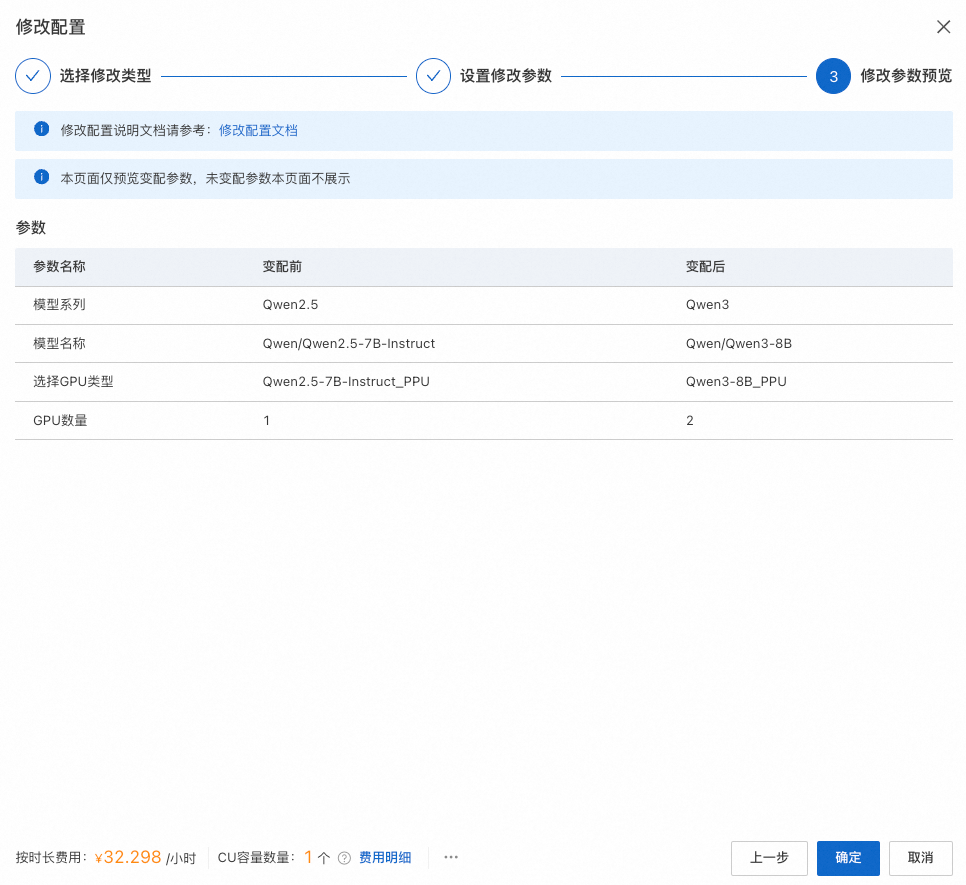 修改配置
选择修改类型 设置修改参数 3 修改参数预览
修改配置说明文档请参考：修改配置文档
本页面仅预览变配参数，未变配参数本页面不展示
参数
参数名称 变配前 变配后
模型系列 Qwen2.5 Qwen3
模型名称 Qwen/Qwen2.5-7B-Instruct Qwen/Qwen3-8B
选择GPU类型 Qwen2.5-7B-Instruct_PPU Qwen3-8B_PPU
GPU数量 1 2
按时长费用：¥32.298 /小时 CU容量数量：1 个 费用明细 ··· 上一步 确定 取消